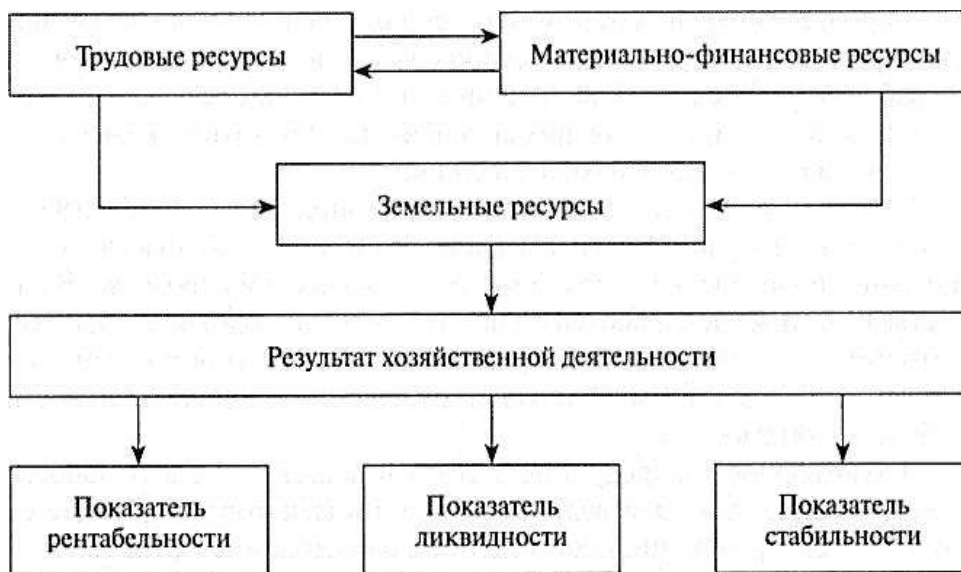 Трудовые ресурсы
Материально-финансовые ресурсы
Земельные ресурсы
Результат хозяйственной деятельности
Показатель
рентабельности
Показатель
ликвидности
Показатель
стабильности